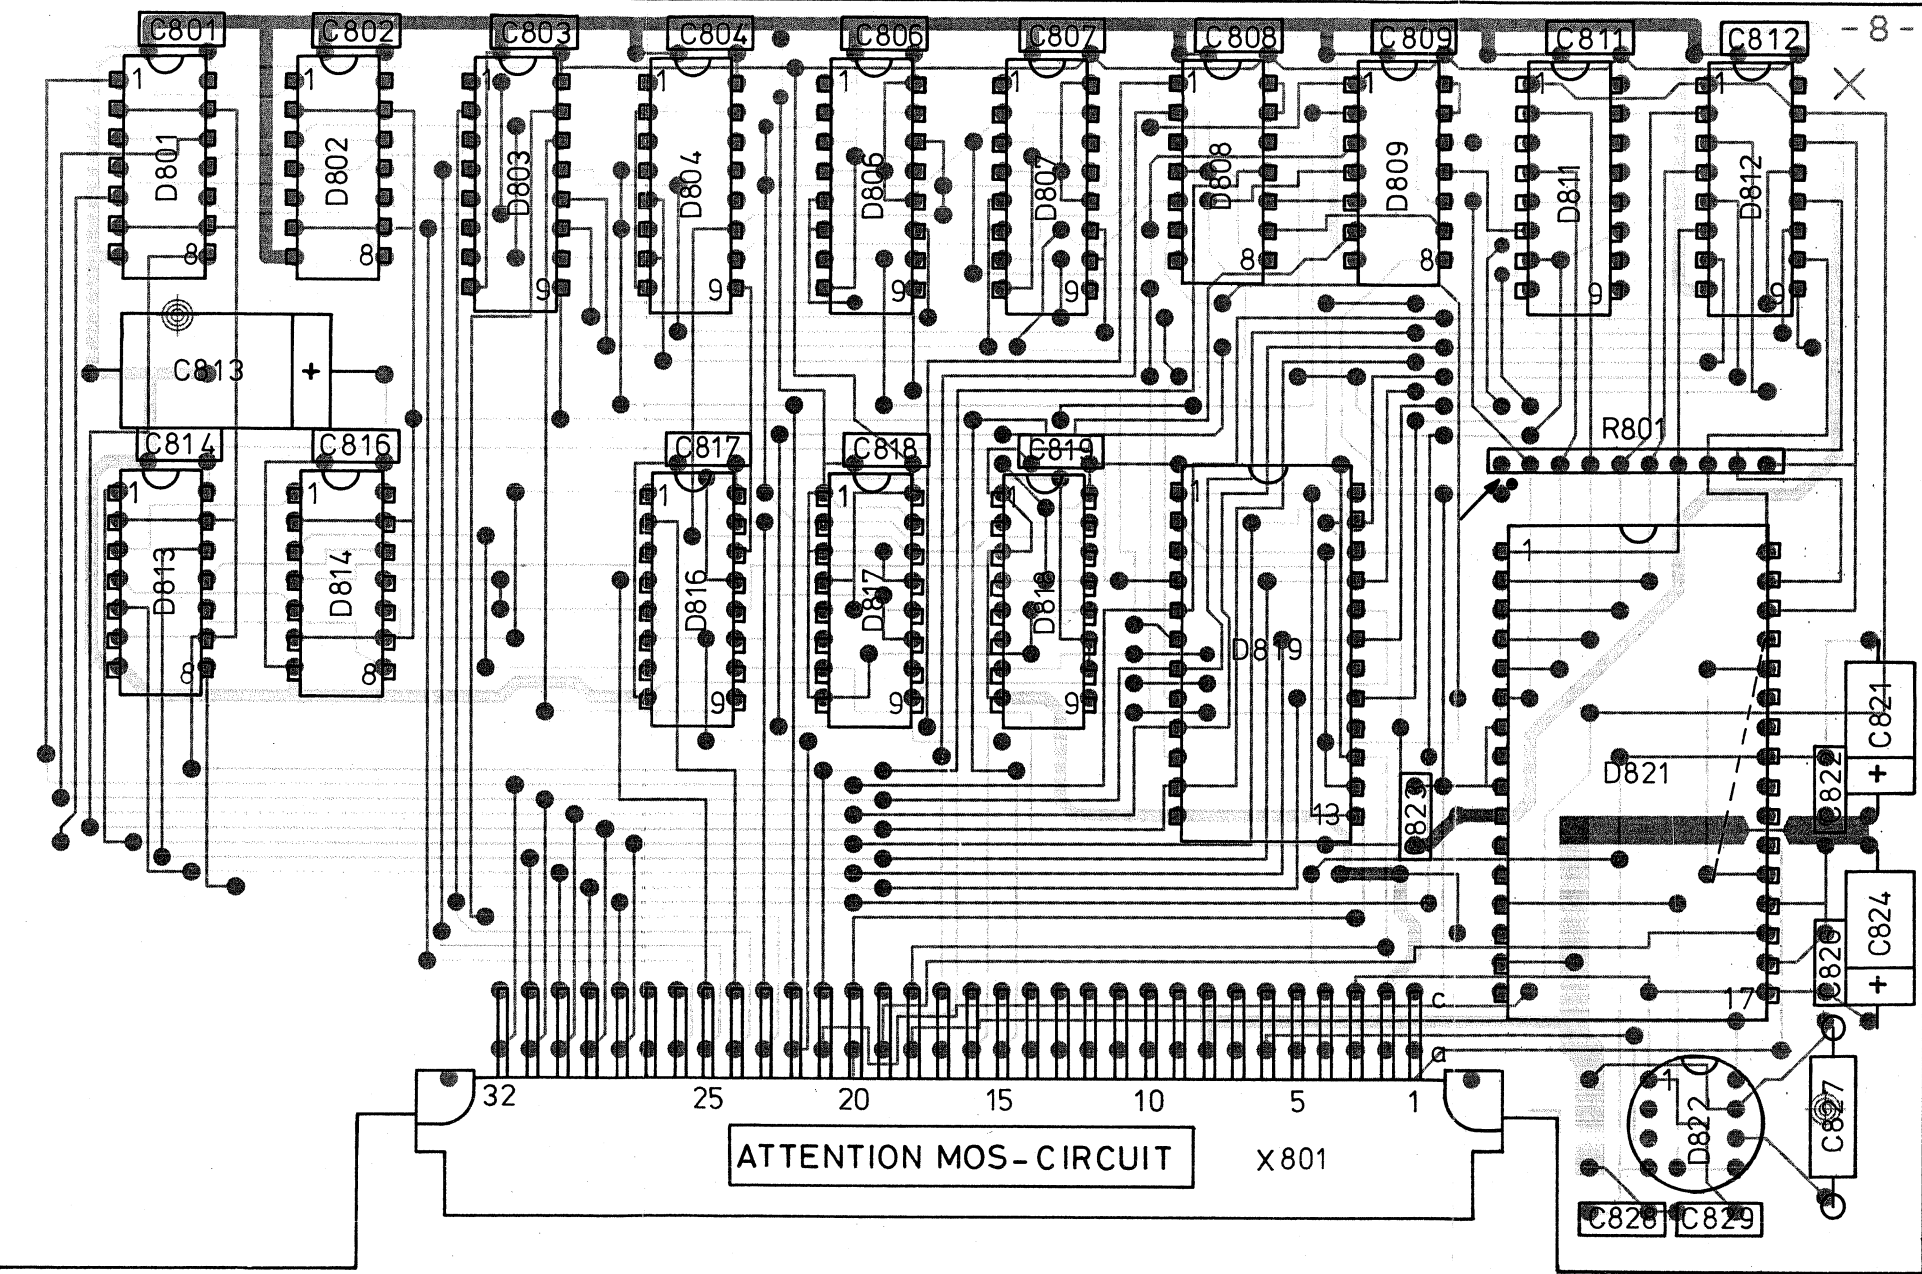 C801 C802 C803 C804 C806 C807 C808 C809 C811 C812 -8-
1 1 1 1 1 1 1 1 1 1
D801 D802 D803 D804 D806 D807 D808 D809 D811 D812
8 8 9 9 9 9 8 8 9 9
C813 +
R801
C814 C816 C817 C818 C819
1 1 1 1 1 1 1
D813 D814 D816 D817 D818 D819 D821
8 8 9 9 9 13 17
C821 +
C822
C823
C824 +
C826
c
a
32 25 20 15 10 5 1
1
D822
C827
ATTENTION MOS-CIRCUIT X801
C828 C829